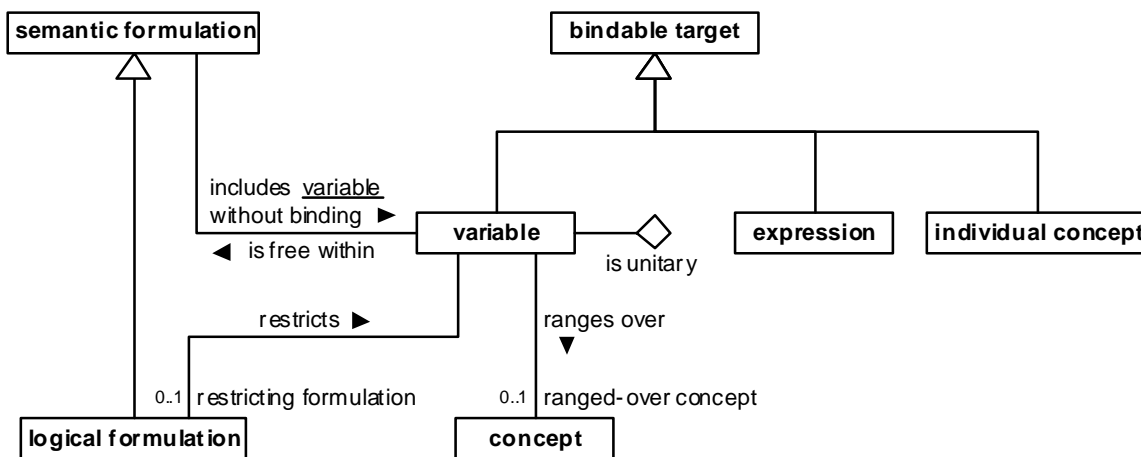 semantic formulation
bindable target
includes variable
without binding ►
◄ is free within
variable
is unitary
expression
individual concept
restricts ►
ranges over
▼
0..1 restricting formulation
0..1 ranged-over concept
logical formulation
concept